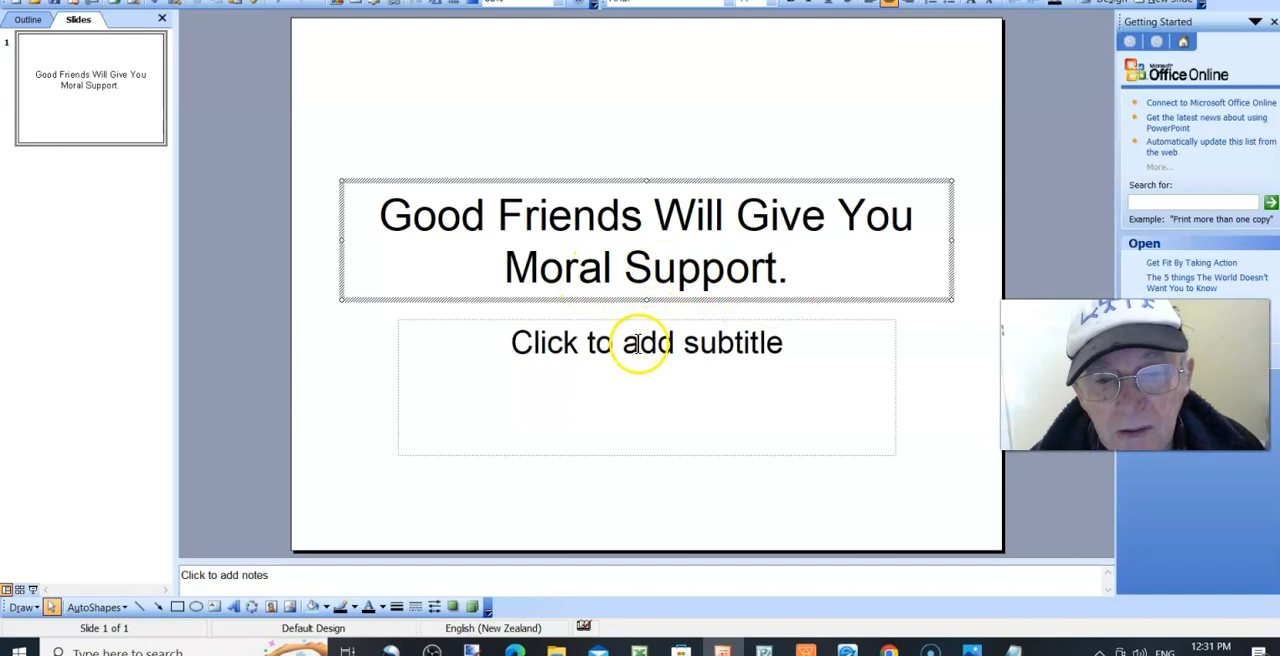 Outline Slides
1
Good Friends Will Give You
Moral Support.
Good Friends Will Give You
Moral Support.
Click to add subtitle
Click to add notes
Getting Started
Microsoft
Office Online
Connect to Microsoft Office Online
Get the latest news about using
PowerPoint
Automatically update this list from
the web
More...
Search for:
Example: "Print more than one copy"
Open
Get Fit By Taking Action
The 5 things The World Doesn't
Want You to Know
Draw AutoShapes
Slide 1 of 1
Default Design
English (New Zealand)
Type here to search
ENG
12:31 PM